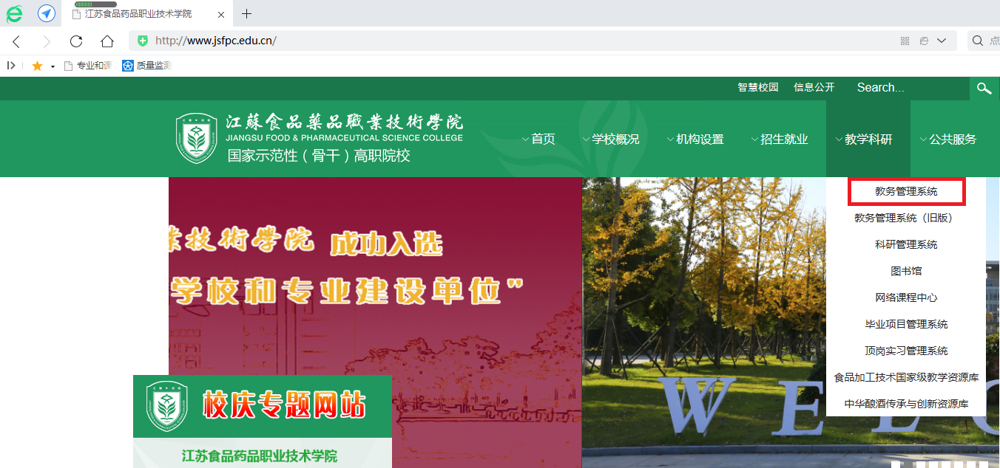 江苏食品药品职业技术学院
http://www.jsfpc.edu.cn/
点
专业和课
质量监测
智慧校园 信息公开 Search...
江蘇食品藥品職業技術學院
JIANGSU FOOD & PHARMACEUTICAL SCIENCE COLLEGE
国家示范性（骨干）高职院校
首页 学校概况 机构设置 招生就业 教学科研 公共服务
教务管理系统
教务管理系统（旧版）
科研管理系统
图书馆
网络课程中心
毕业项目管理系统
顶岗实习管理系统
食品加工技术国家级教学资源库
中华酿酒传承与创新资源库
業技術學院 成功入选
学校和专业建设单位”
W E L C
校庆专题网站
江苏食品药品职业技术学院